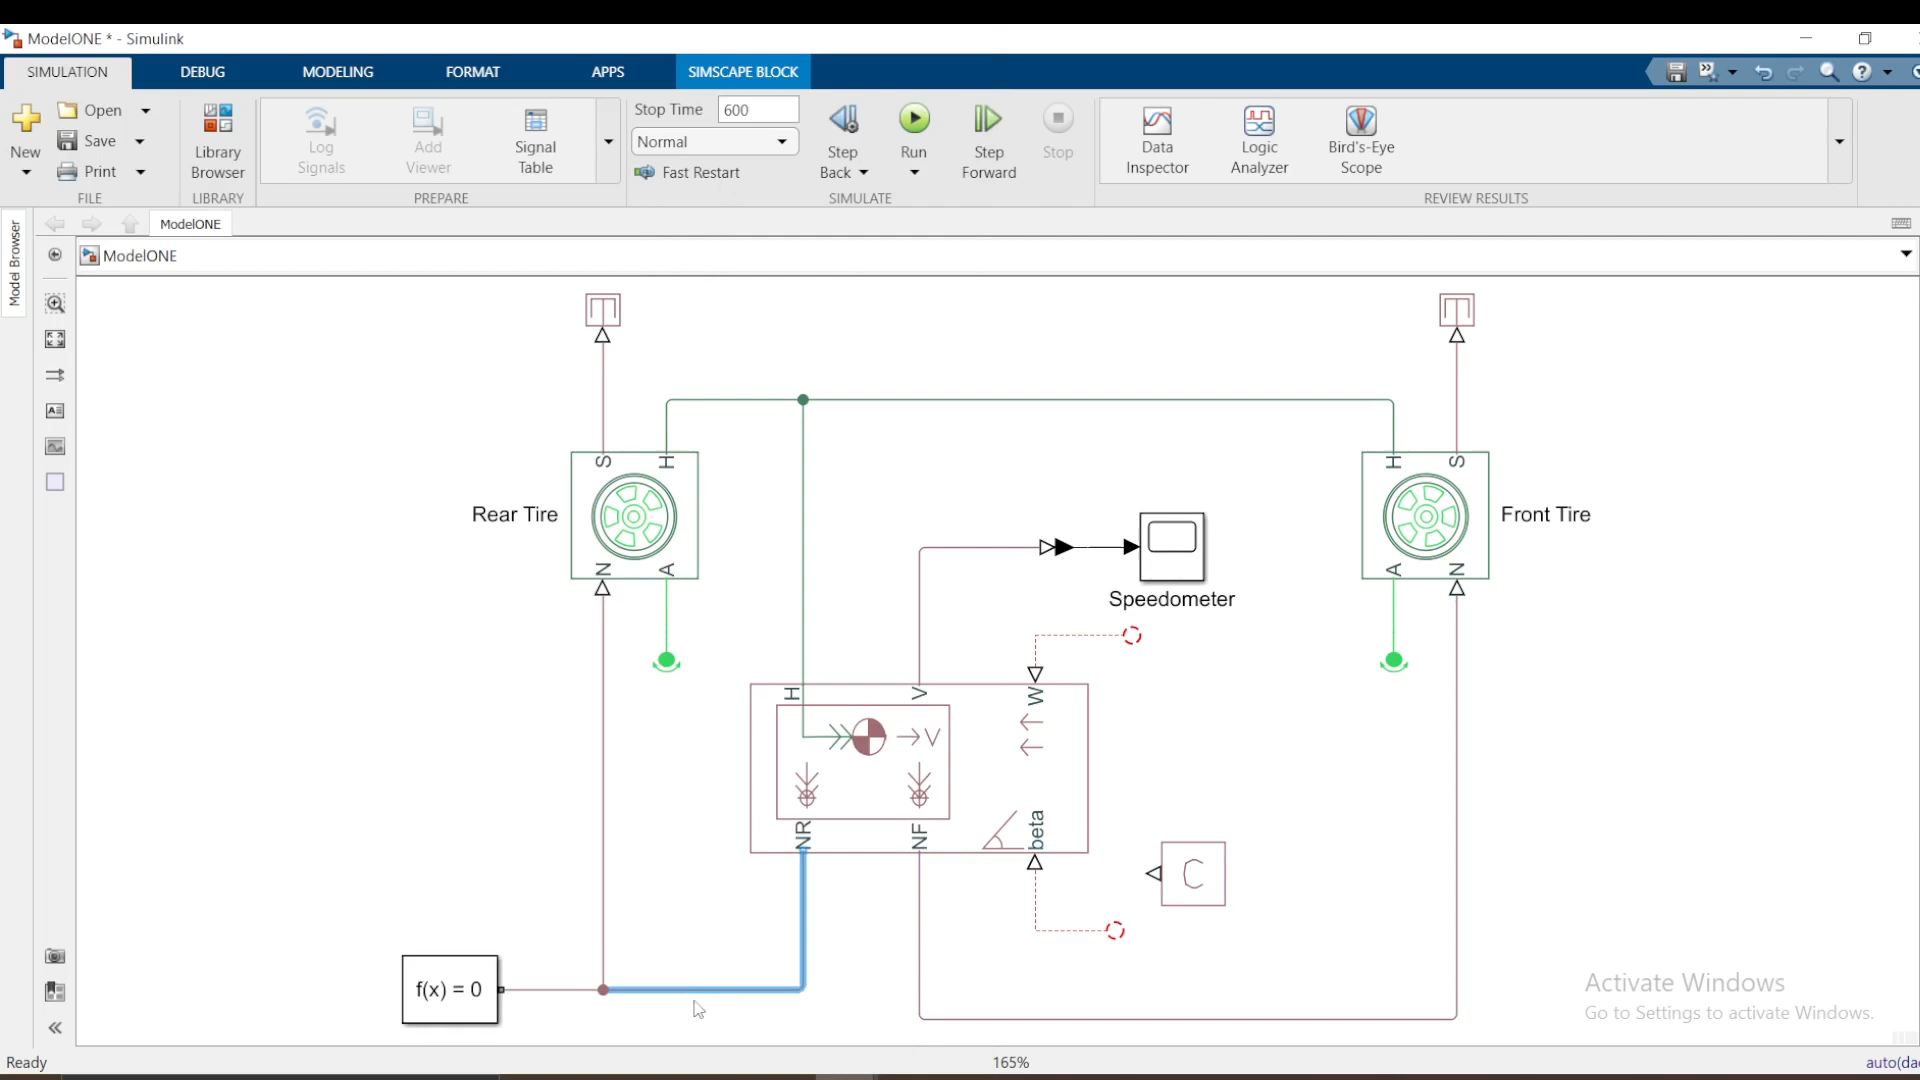 ModelONE * - Simulink
SIMULATION DEBUG MODELING FORMAT APPS SIMSCAPE BLOCK
New
Open
Save
Print
FILE
Library
Browser
LIBRARY
Log
Signals
Add
Viewer
Signal
Table
PREPARE
Stop Time 600
Normal
Fast Restart
Step
Back
Run
Step
Forward
Stop
SIMULATE
Data
Inspector
Logic
Analyzer
Bird's-Eye
Scope
REVIEW RESULTS
Model Browser
ModelONE
ModelONE
S H
Rear Tire
N A
H S
Front Tire
A N
Speedometer
H V W
V
NR NF beta
C
f(x) = 0
Activate Windows
Go to Settings to activate Windows.
Ready
165%